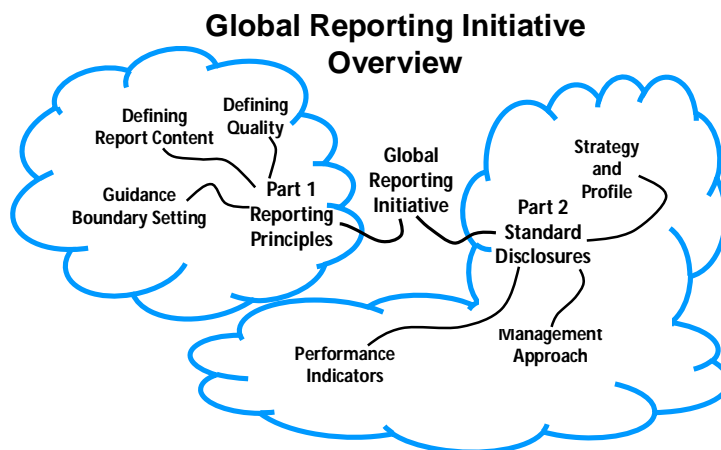 Global Reporting Initiative
Overview
Defining
Report Content
Defining
Quality
Guidance
Boundary Setting
Part 1
Reporting
Principles
Global
Reporting
Initiative
Part 2
Standard
Disclosures
Strategy
and
Profile
Performance
Indicators
Management
Approach